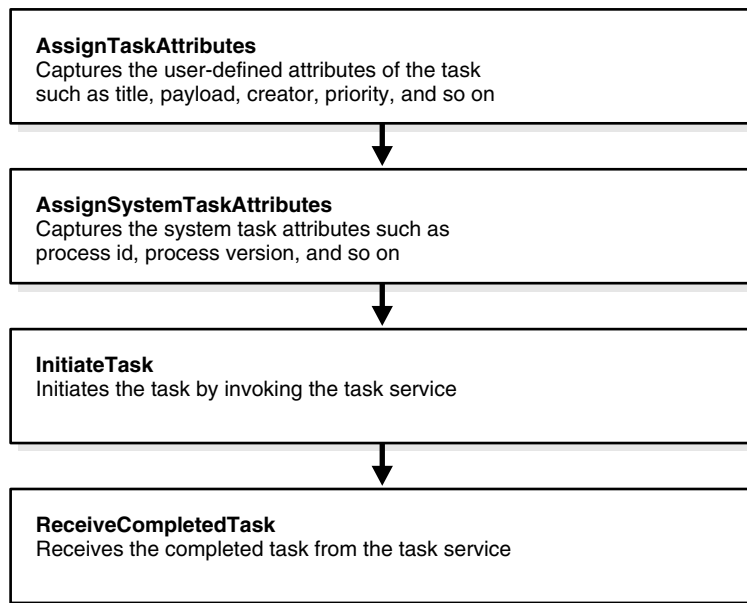 AssignTaskAttributes
Captures the user-defined attributes of the task
such as title, payload, creator, priority, and so on
AssignSystemTaskAttributes
Captures the system task attributes such as
process id, process version, and so on
InitiateTask
Initiates the task by invoking the task service
ReceiveCompletedTask
Receives the completed task from the task service